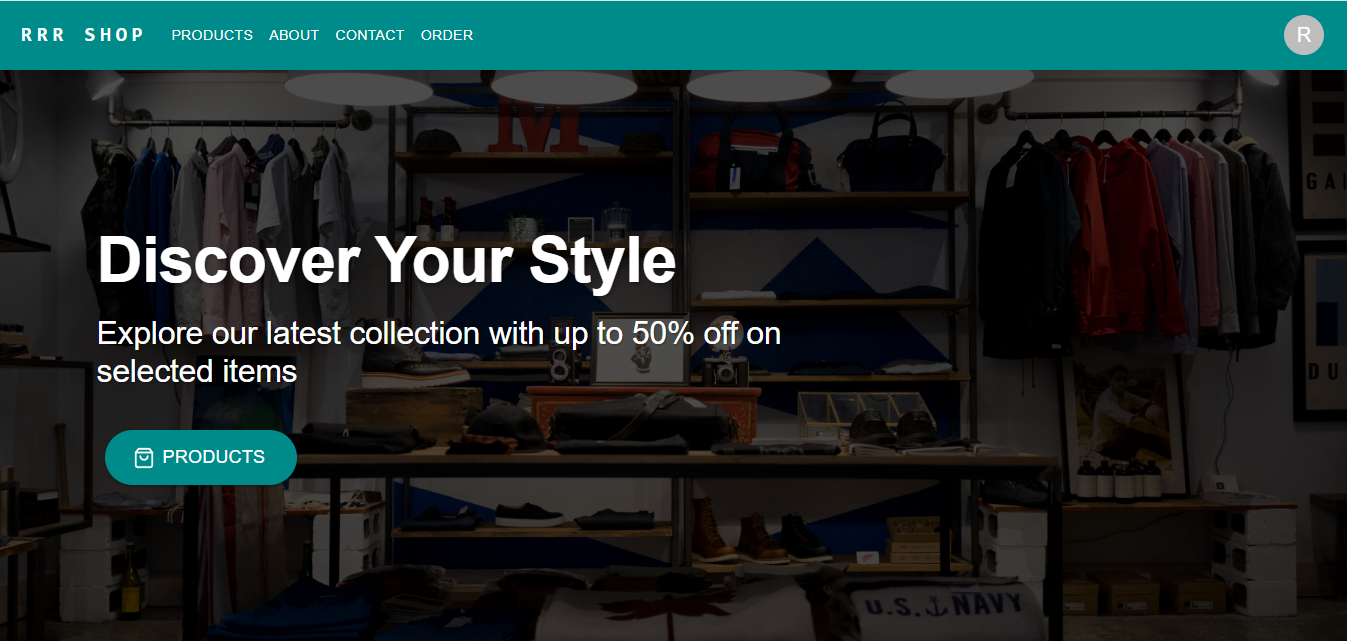 RRR SHOP PRODUCTS ABOUT CONTACT ORDER R
M
GAI
Discover Your Style
Explore our latest collection with up to 50% off on
selected items
DU
PRODUCTS
U.S. NAVY